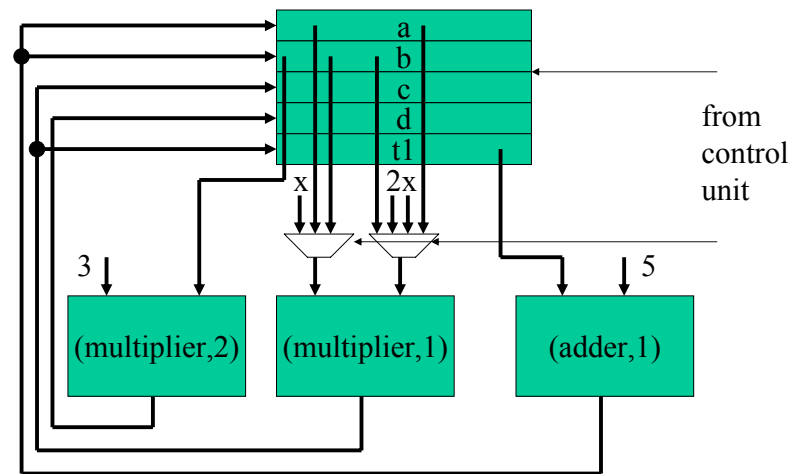 a
b
c
d
t1
from
control
unit
x
2x
3
5
(multiplier,2)
(multiplier,1)
(adder,1)